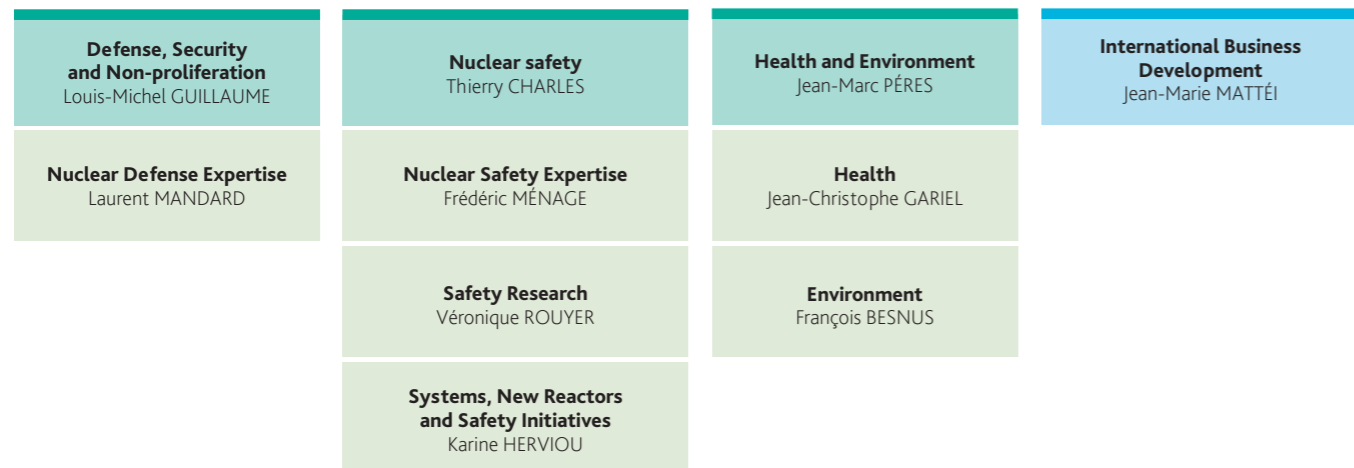 Defense, Security
and Non-proliferation
Louis-Michel GUILLAUME
Nuclear Defense Expertise
Laurent MANDARD
Nuclear safety
Thierry CHARLES
Nuclear Safety Expertise
Frédéric MÉNAGE
Safety Research
Véronique ROUYER
Systems, New Reactors
and Safety Initiatives
Karine HERVIOU
Health and Environment
Jean-Marc PÉRES
Health
Jean-Christophe GARIEL
Environment
François BESNUS
International Business
Development
Jean-Marie MATTÉI